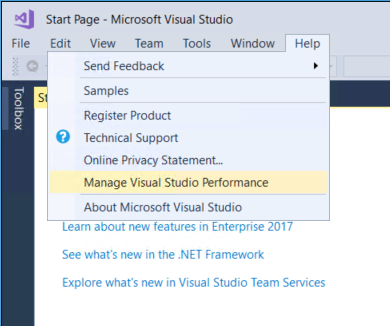 Start Page - Microsoft Visual Studio
File Edit View Team Tools Window Help
Send Feedback
Samples
Register Product
Technical Support
Online Privacy Statement...
Manage Visual Studio Performance
About Microsoft Visual Studio
Toolbox
Learn about new features in Enterprise 2017
See what's new in the .NET Framework
Explore what's new in Visual Studio Team Services